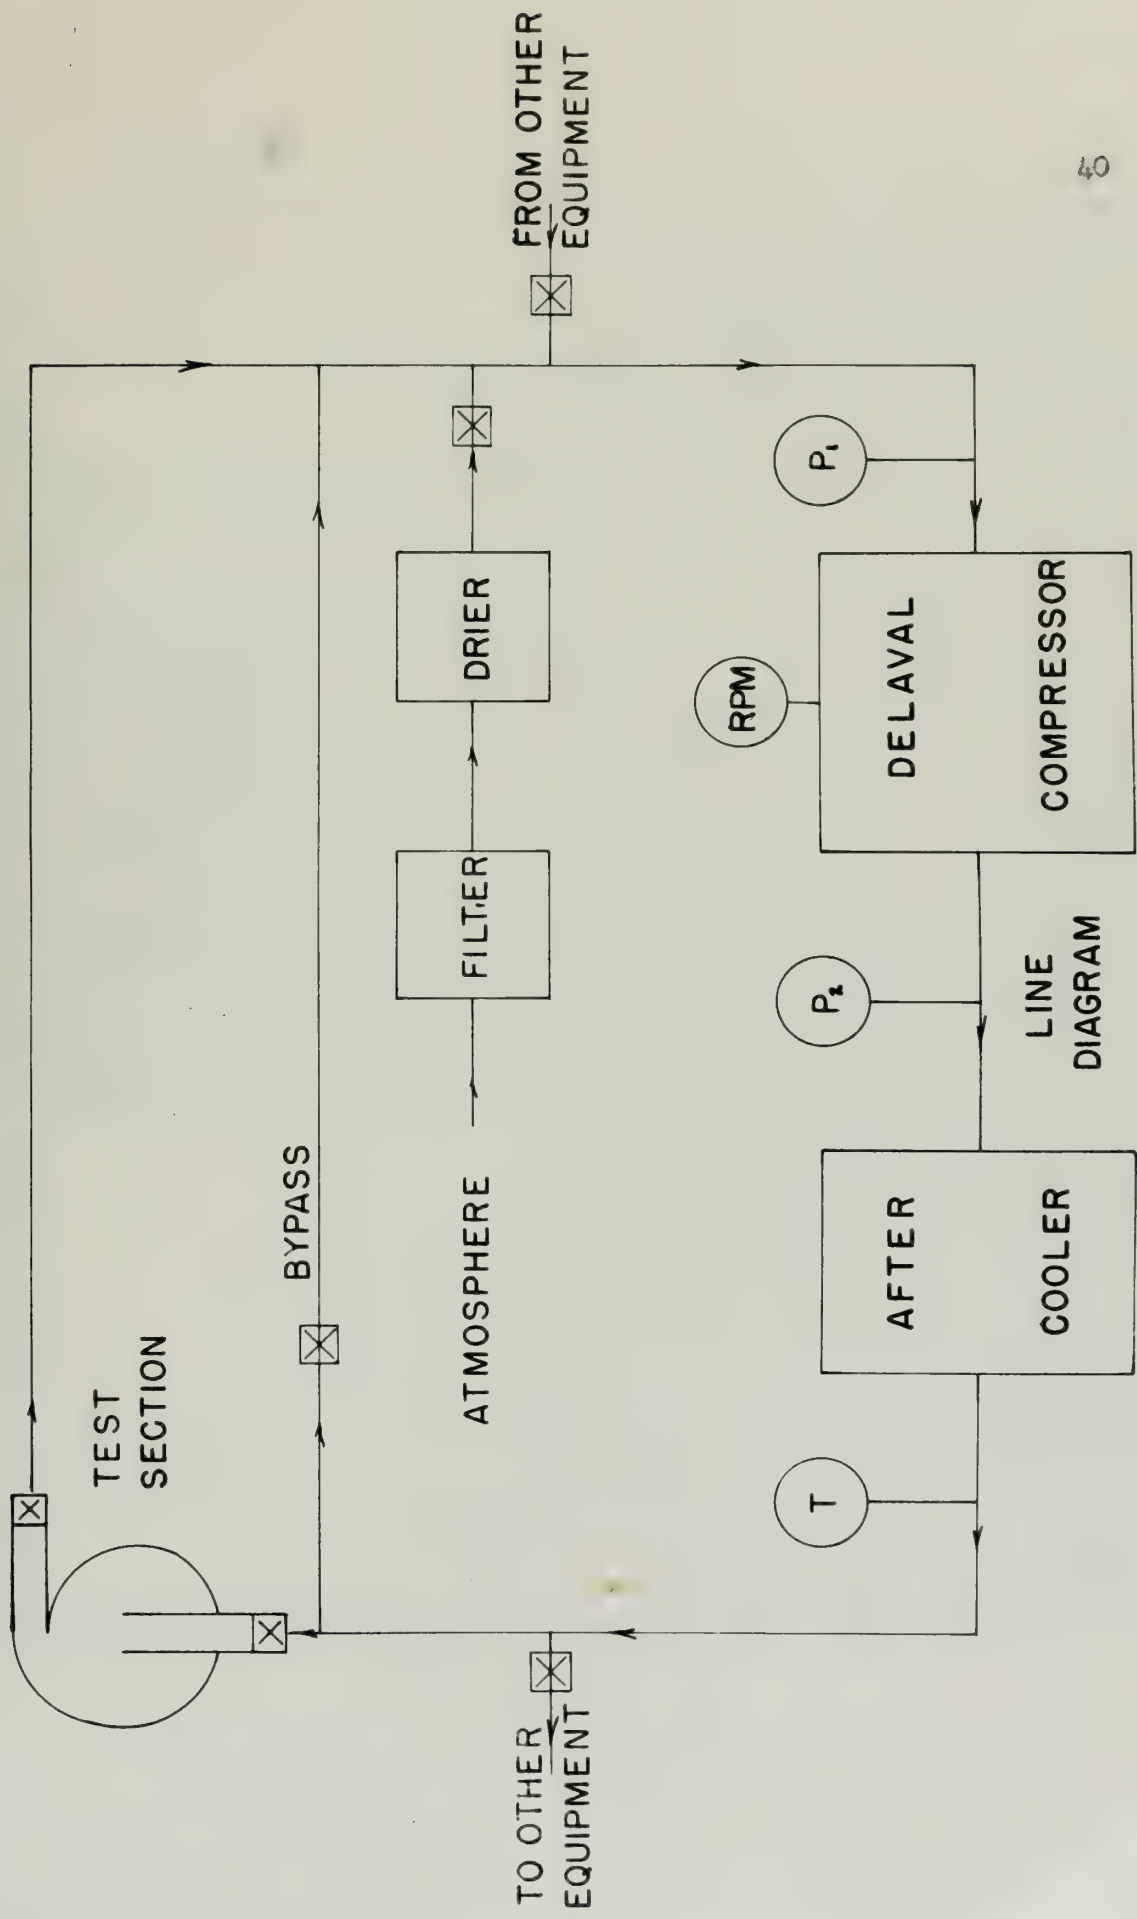 TEST
SECTION
BYPASS
ATMOSPHERE
FILTER
DRIER
TO OTHER
EQUIPMENT
FROM OTHER
EQUIPMENT
T
P₂
RPM
P₁
AFTER
COOLER
DELAVAL
COMPRESSOR
LINE
DIAGRAM
40